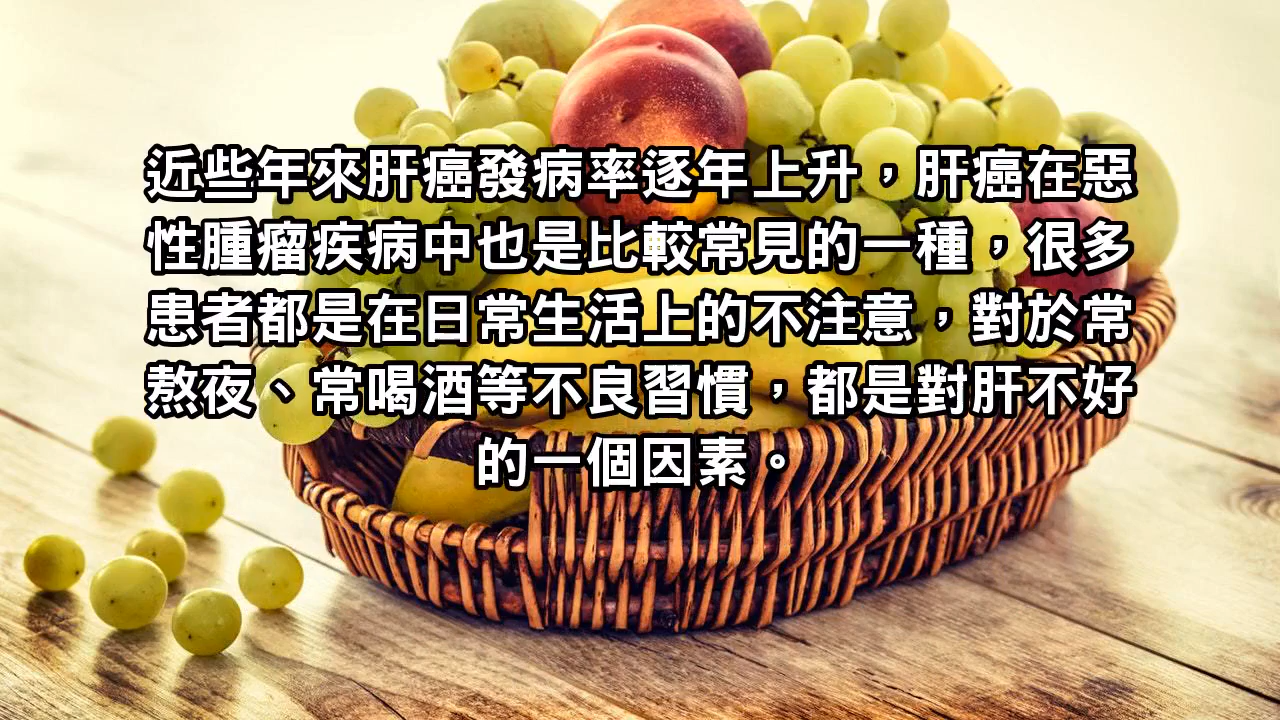 近些年來肝癌發病率逐年上升，肝癌在惡
性腫瘤疾病中也是比較常見的一種，很多
患者都是在日常生活上的不注意，對於常
熬夜、常喝酒等不良習慣，都是對肝不好
的一個因素。